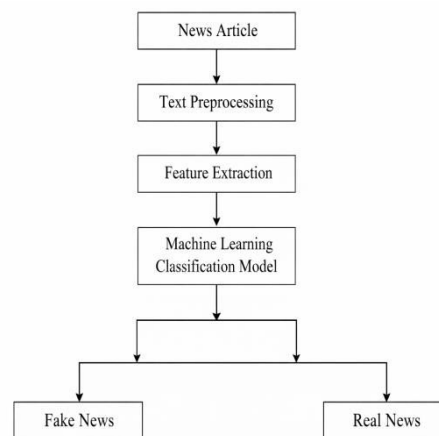 News Article
Text Preprocessing
Feature Extraction
Machine Learning
Classification Model
Fake News
Real News